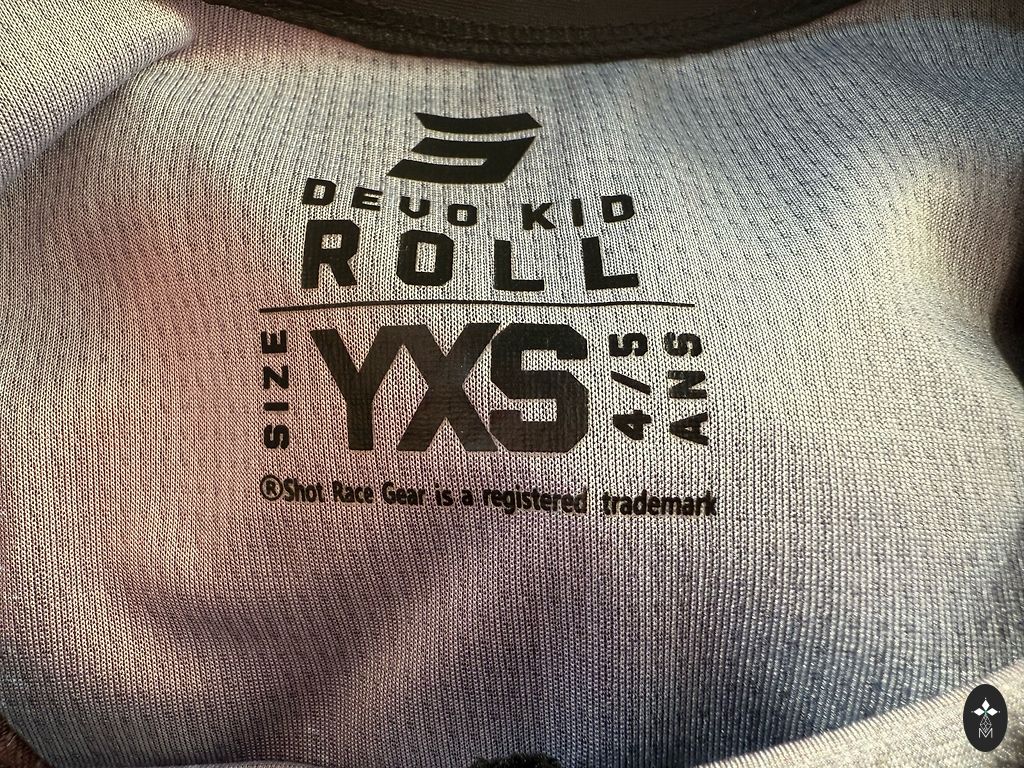 DEVO KID
ROLL
SIZE
YXS
4/5
ANS
®Shot Race Gear is a registered trademark
M